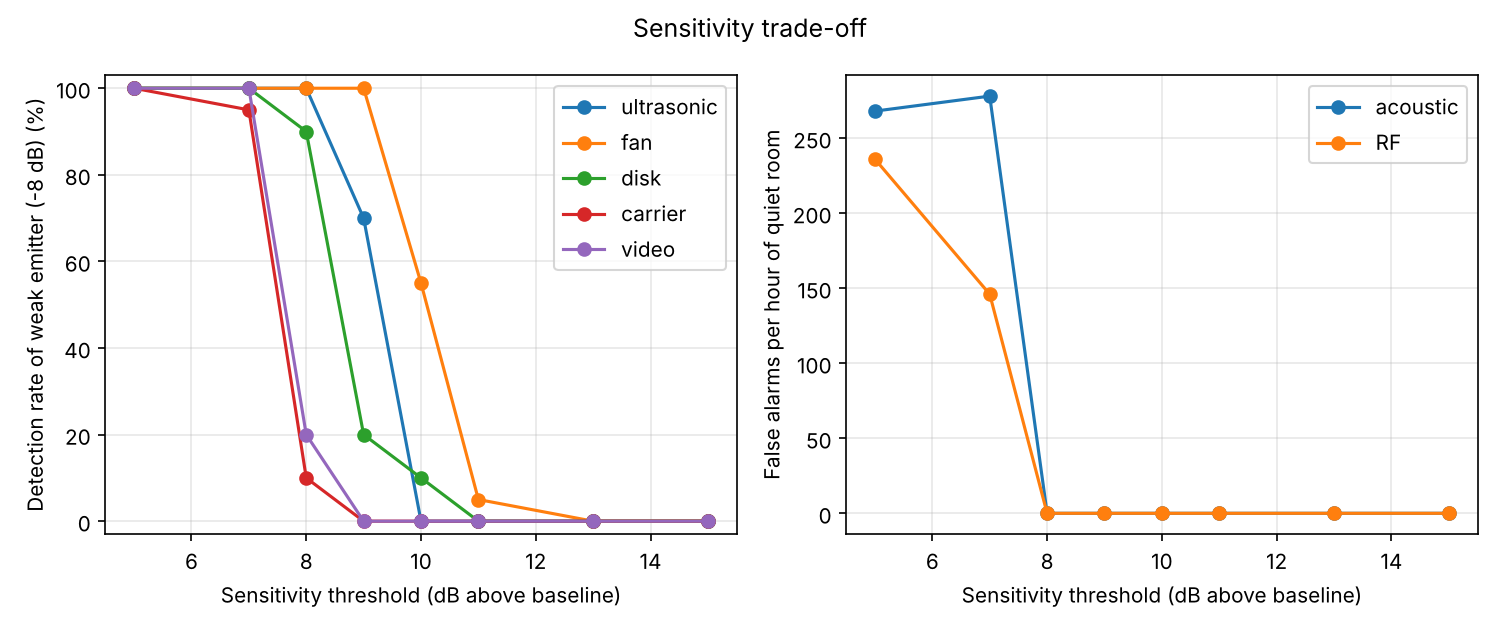 Sensitivity trade-off
Detection rate of weak emitter (-8 dB) (%)
100
80
60
40
20
0
6 8 10 12 14
Sensitivity threshold (dB above baseline)
ultrasonic
fan
disk
carrier
video
False alarms per hour of quiet room
250
200
150
100
50
0
6 8 10 12 14
Sensitivity threshold (dB above baseline)
acoustic
RF